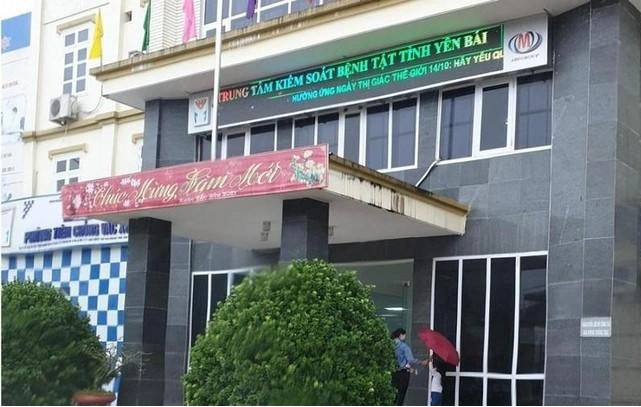 TRUNG TÂM KIỂM SOÁT BỆNH TẬT TỈNH YÊN BÁI
HƯỞNG ỨNG NGÀY THỊ GIÁC THẾ GIỚI 14/10: HÃY YÊU QU
M
Chúc Mừng Năm Mới
PHÒNG TIÊM CHỦNG VẮC